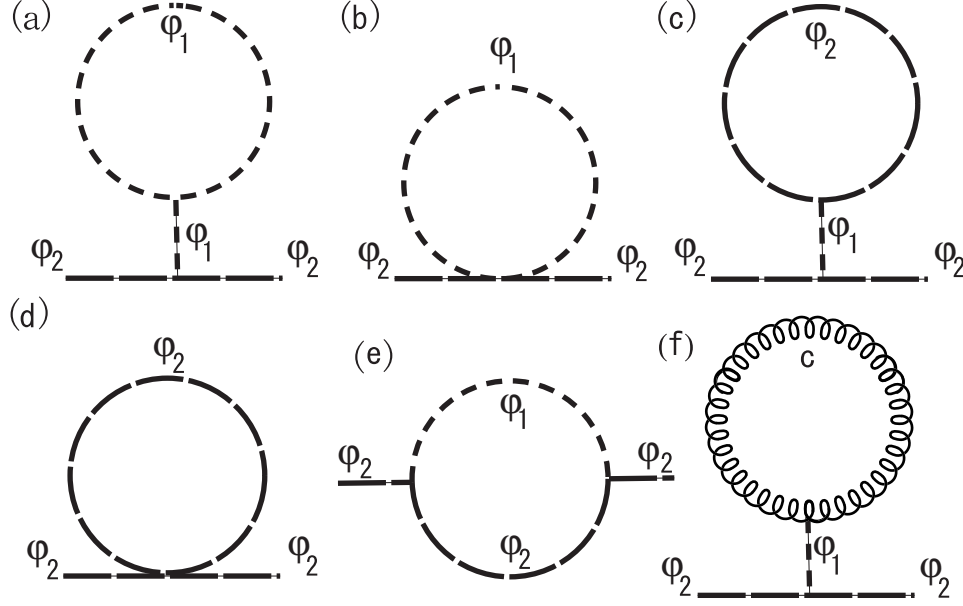 (a) φ₁ φ₁ φ₂ φ₂
(b) φ₁ φ₂ φ₂
(c) φ₂ φ₁ φ₂ φ₂
(d) φ₂ φ₂ φ₂
(e) φ₁ φ₂ φ₂ φ₂
(f) c φ₁ φ₂ φ₂